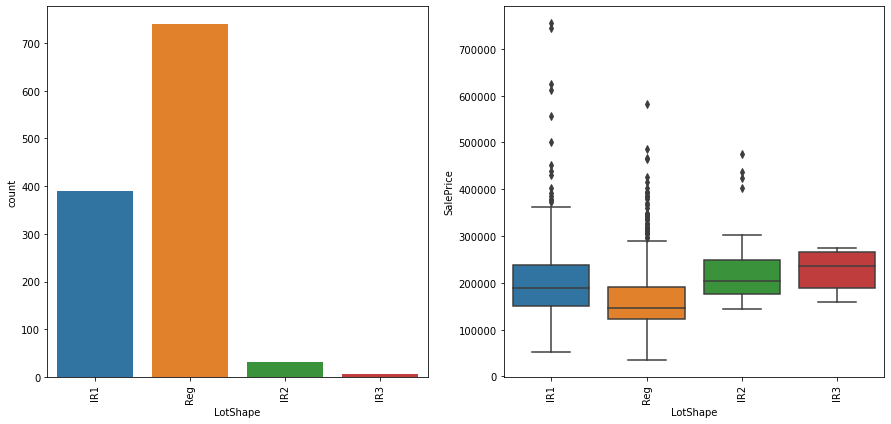 700
600
500
400
300
200
100
0
count
IR1
Reg
IR2
IR3
LotShape
700000
600000
500000
400000
300000
200000
100000
0
SalePrice
IR1
Reg
IR2
IR3
LotShape